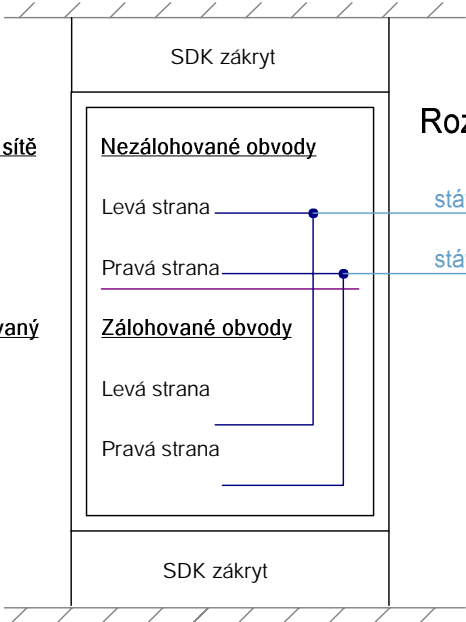 SDK zákryt
Roz
sítě
Nezálohované obvody
Levá strana
stá
Pravá strana
stá
vaný
Zálohované obvody
Levá strana
Pravá strana
SDK zákryt